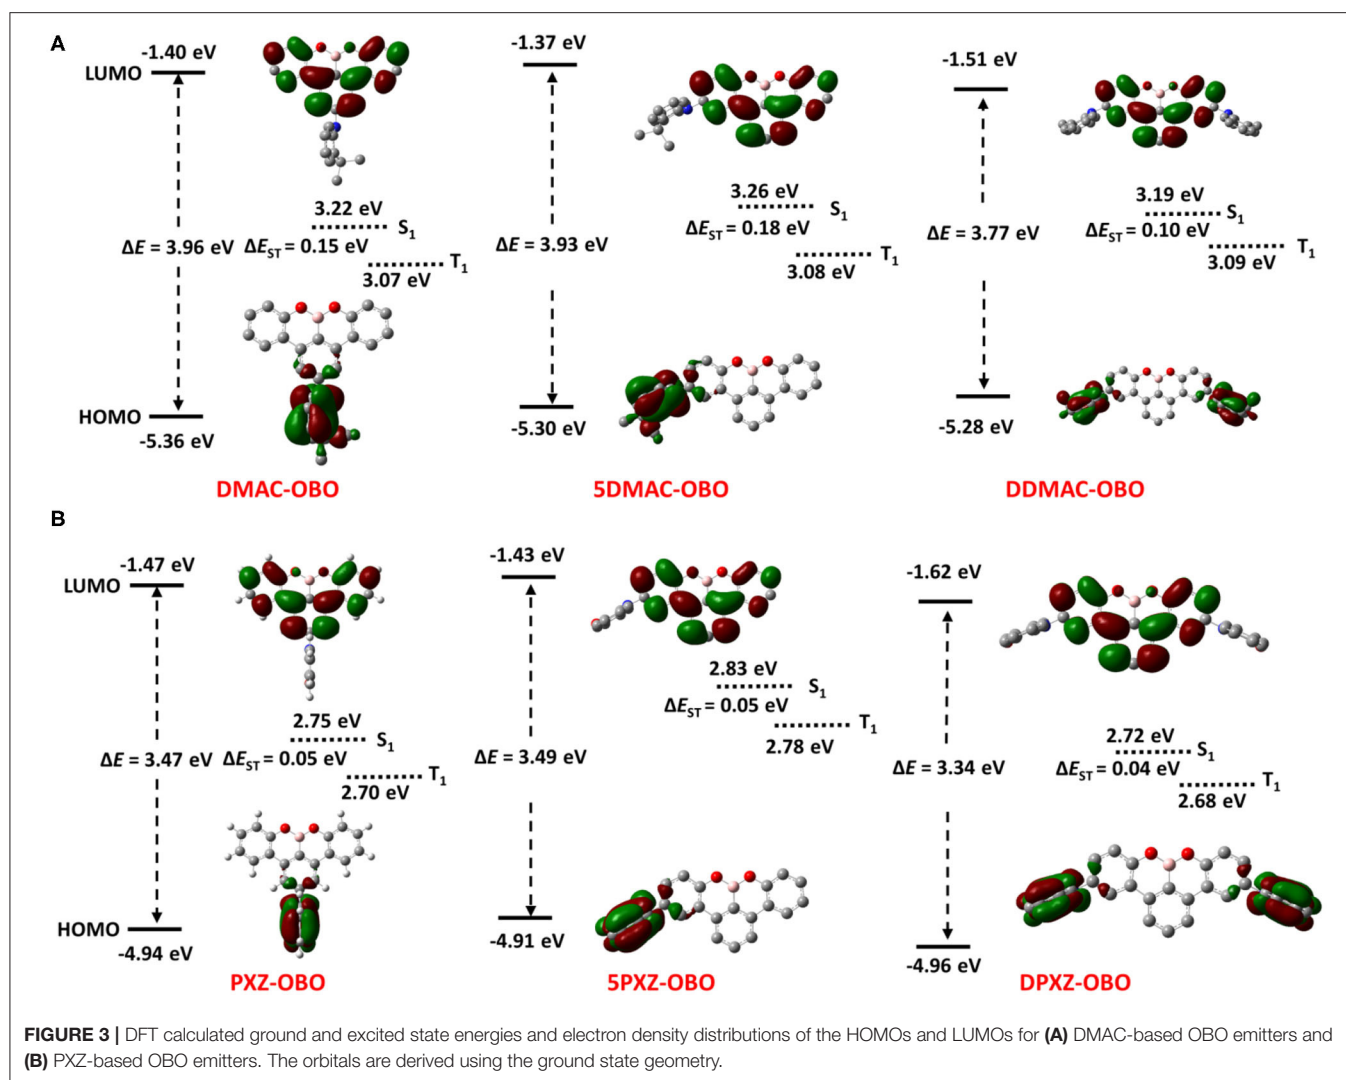 A
-1.40 eV
LUMO
3.22 eV
S1
ΔE = 3.96 eV
ΔEST = 0.15 eV
T1
3.07 eV
HOMO
-5.36 eV
DMAC-OBO
-1.37 eV
3.26 eV
S1
ΔEST = 0.18 eV
ΔE = 3.93 eV
T1
3.08 eV
-5.30 eV
5DMAC-OBO
-1.51 eV
3.19 eV
S1
ΔEST = 0.10 eV
ΔE = 3.77 eV
T1
3.09 eV
-5.28 eV
DDMAC-OBO
B
-1.47 eV
LUMO
2.75 eV
S1
ΔE = 3.47 eV
ΔEST = 0.05 eV
T1
2.70 eV
HOMO
-4.94 eV
PXZ-OBO
-1.43 eV
2.83 eV
S1
ΔEST = 0.05 eV
T1
2.78 eV
ΔE = 3.49 eV
-4.91 eV
5PXZ-OBO
-1.62 eV
2.72 eV
S1
ΔEST = 0.04 eV
ΔE = 3.34 eV
T1
2.68 eV
-4.96 eV
DPXZ-OBO
FIGURE 3 | DFT calculated ground and excited state energies and electron density distributions of the HOMOs and LUMOs for (A) DMAC-based OBO emitters and
(B) PXZ-based OBO emitters. The orbitals are derived using the ground state geometry.